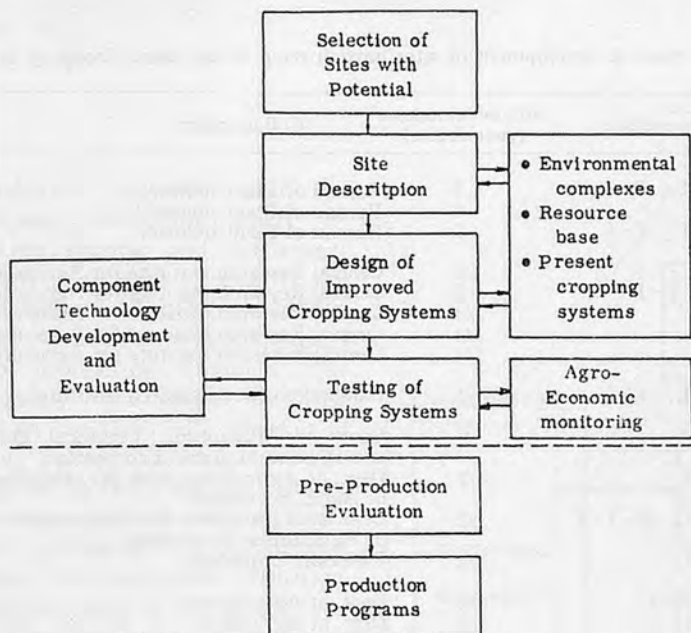 Selection of
Sites with
Potential
Site
Descritpion
• Environmental
complexes
• Resource
base
• Present
cropping
systems
Design of
Improved
Cropping Systems
Component
Technology
Development
and
Evaluation
Testing of
Cropping Systems
Agro-
Economic
monitoring
Pre-Production
Evaluation
Production
Programs